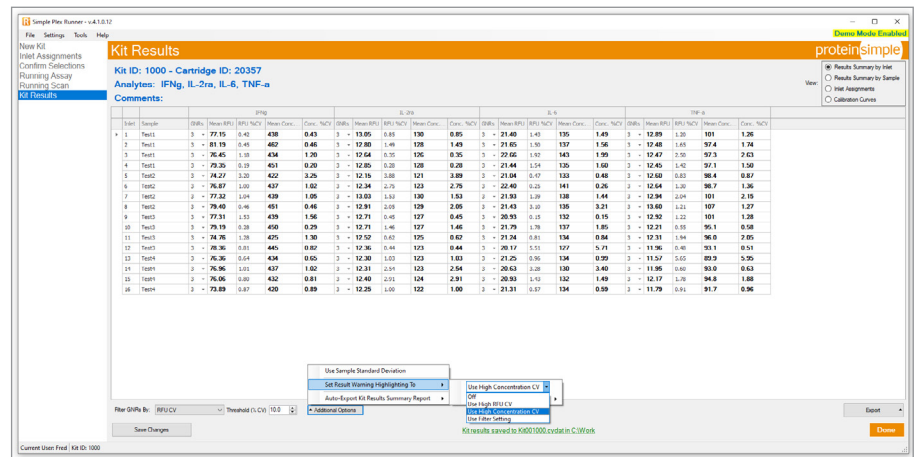 Simple Plex Runner - v.4.1.0.12
File Settings Tools Help
Demo Mode Enabled
New Kit
Inlet Assignments
Confirm Selections
Running Assay
Running Scan
Kit Results
Kit Results
proteinsimple
Kit ID: 1000 - Cartridge ID: 20357
Analytes: IFNg, IL-2ra, IL-6, TNF-a
Comments:
View:
Results Summary by Inlet
Results Summary by Sample
Inlet Assignments
Calibration Curves
IFNg IL-2ra IL-6 TNF-a
Inlet Sample GNRs Mean RFU RFU %CV Mean Conc... Conc. %CV GNRs Mean RFU RFU %CV Mean Conc... Conc. %CV GNRs Mean RFU RFU %CV Mean Conc... Conc. %CV GNRs Mean RFU RFU %CV Mean Conc... Conc. %CV
1 Test1 3 77.15 0.42 438 0.43 3 13.05 0.85 130 0.85 3 21.40 1.43 135 1.49 3 12.89 1.20 101 1.26
2 Test1 3 81.19 0.45 462 0.46 3 12.80 1.49 128 1.49 3 21.65 1.50 137 1.56 3 12.48 1.65 97.4 1.74
3 Test1 3 76.45 1.18 434 1.20 3 12.64 0.35 126 0.35 3 22.66 1.92 143 1.99 3 12.47 2.50 97.3 2.63
4 Test1 3 79.35 0.19 451 0.20 3 12.85 0.28 128 0.28 3 21.44 1.54 135 1.60 3 12.45 1.42 97.1 1.50
5 Test2 3 74.27 3.20 422 3.25 3 12.15 3.88 121 3.89 3 21.04 0.47 133 0.48 3 12.60 0.83 98.4 0.87
6 Test2 3 76.87 1.00 437 1.02 3 12.34 2.75 123 2.75 3 22.40 0.25 141 0.26 3 12.64 1.30 98.7 1.36
7 Test2 3 77.32 1.04 439 1.05 3 13.03 1.53 130 1.53 3 21.93 1.39 138 1.44 3 12.94 2.04 101 2.15
8 Test2 3 79.40 0.46 451 0.46 3 12.91 2.05 128 2.05 3 21.43 3.10 135 3.21 3 13.60 1.21 107 1.27
9 Test3 3 77.31 1.53 439 1.56 3 12.71 0.45 127 0.45 3 20.93 0.15 132 0.15 3 12.92 1.22 101 1.28
10 Test3 3 79.19 0.28 450 0.29 3 12.71 1.46 127 1.46 3 21.79 1.78 137 1.85 3 12.21 0.55 95.1 0.58
11 Test3 3 74.76 1.28 425 1.30 3 12.52 0.62 125 0.62 3 21.24 0.81 134 0.84 3 12.31 1.94 96.0 2.05
12 Test3 3 78.36 0.81 445 0.82 3 12.36 0.44 123 0.44 3 20.17 5.51 127 5.71 3 11.96 0.48 93.1 0.51
13 Test4 3 76.36 0.64 434 0.65 3 12.30 1.03 123 1.03 3 21.25 0.96 134 0.99 3 11.57 5.65 89.9 5.95
14 Test4 3 76.96 1.01 437 1.02 3 12.31 2.54 123 2.54 3 20.63 3.28 130 3.40 3 11.95 0.60 93.0 0.63
15 Test4 3 76.06 0.80 432 0.81 3 12.40 2.91 124 2.91 3 20.93 1.43 132 1.49 3 12.17 1.78 94.8 1.88
16 Test4 3 73.89 0.87 420 0.89 3 12.25 1.00 122 1.00 3 21.31 0.57 134 0.59 3 11.79 0.91 91.7 0.96
Use Sample Standard Deviation
Set Result Warning Highlighting To
Auto-Export Kit Results Summary Report
Use High Concentration CV
Off
Use High RFU CV
Use High Concentration CV
Use Filter Setting
Filter GNRs By: RFU CV Threshold (% CV) 10.0 Additional Options Export
Save Changes Kit results saved to Kit001000.cvdat in C:\Work Done
Current User: Fred Kit ID: 1000